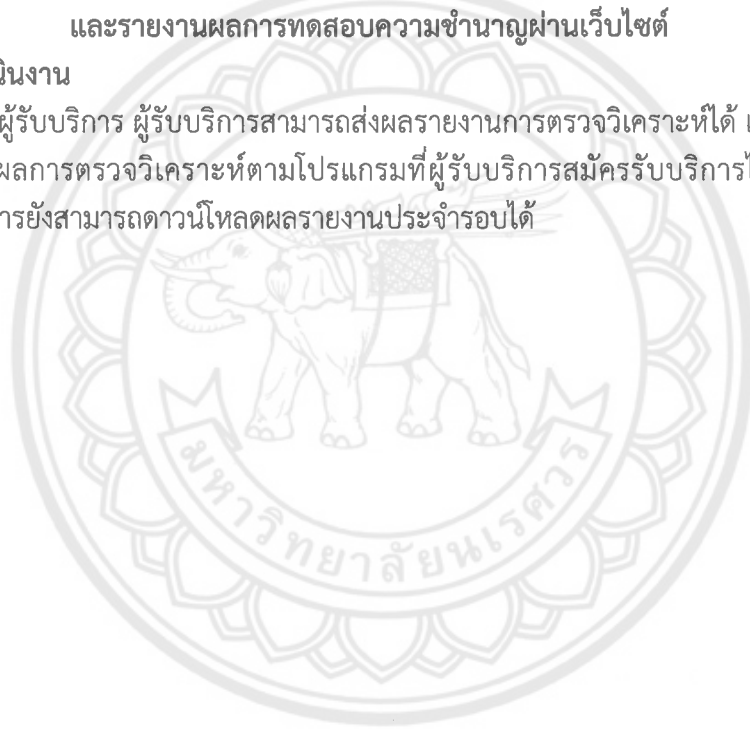 และรายงานผลการทดสอบความชำนาญผ่านเว็บไซต์
นินงาน
ผู้รับบริการ ผู้รับบริการสามารถส่งผลรายงานการตรวจวิเคราะห์ได้
ผลการตรวจวิเคราะห์ตามโปรแกรมที่ผู้รับบริการสมัครรับบริการ
ารยังสามารถดาวน์โหลดผลรายงานประจำรอบได้
มหาวิทยาลัยนเรศวร